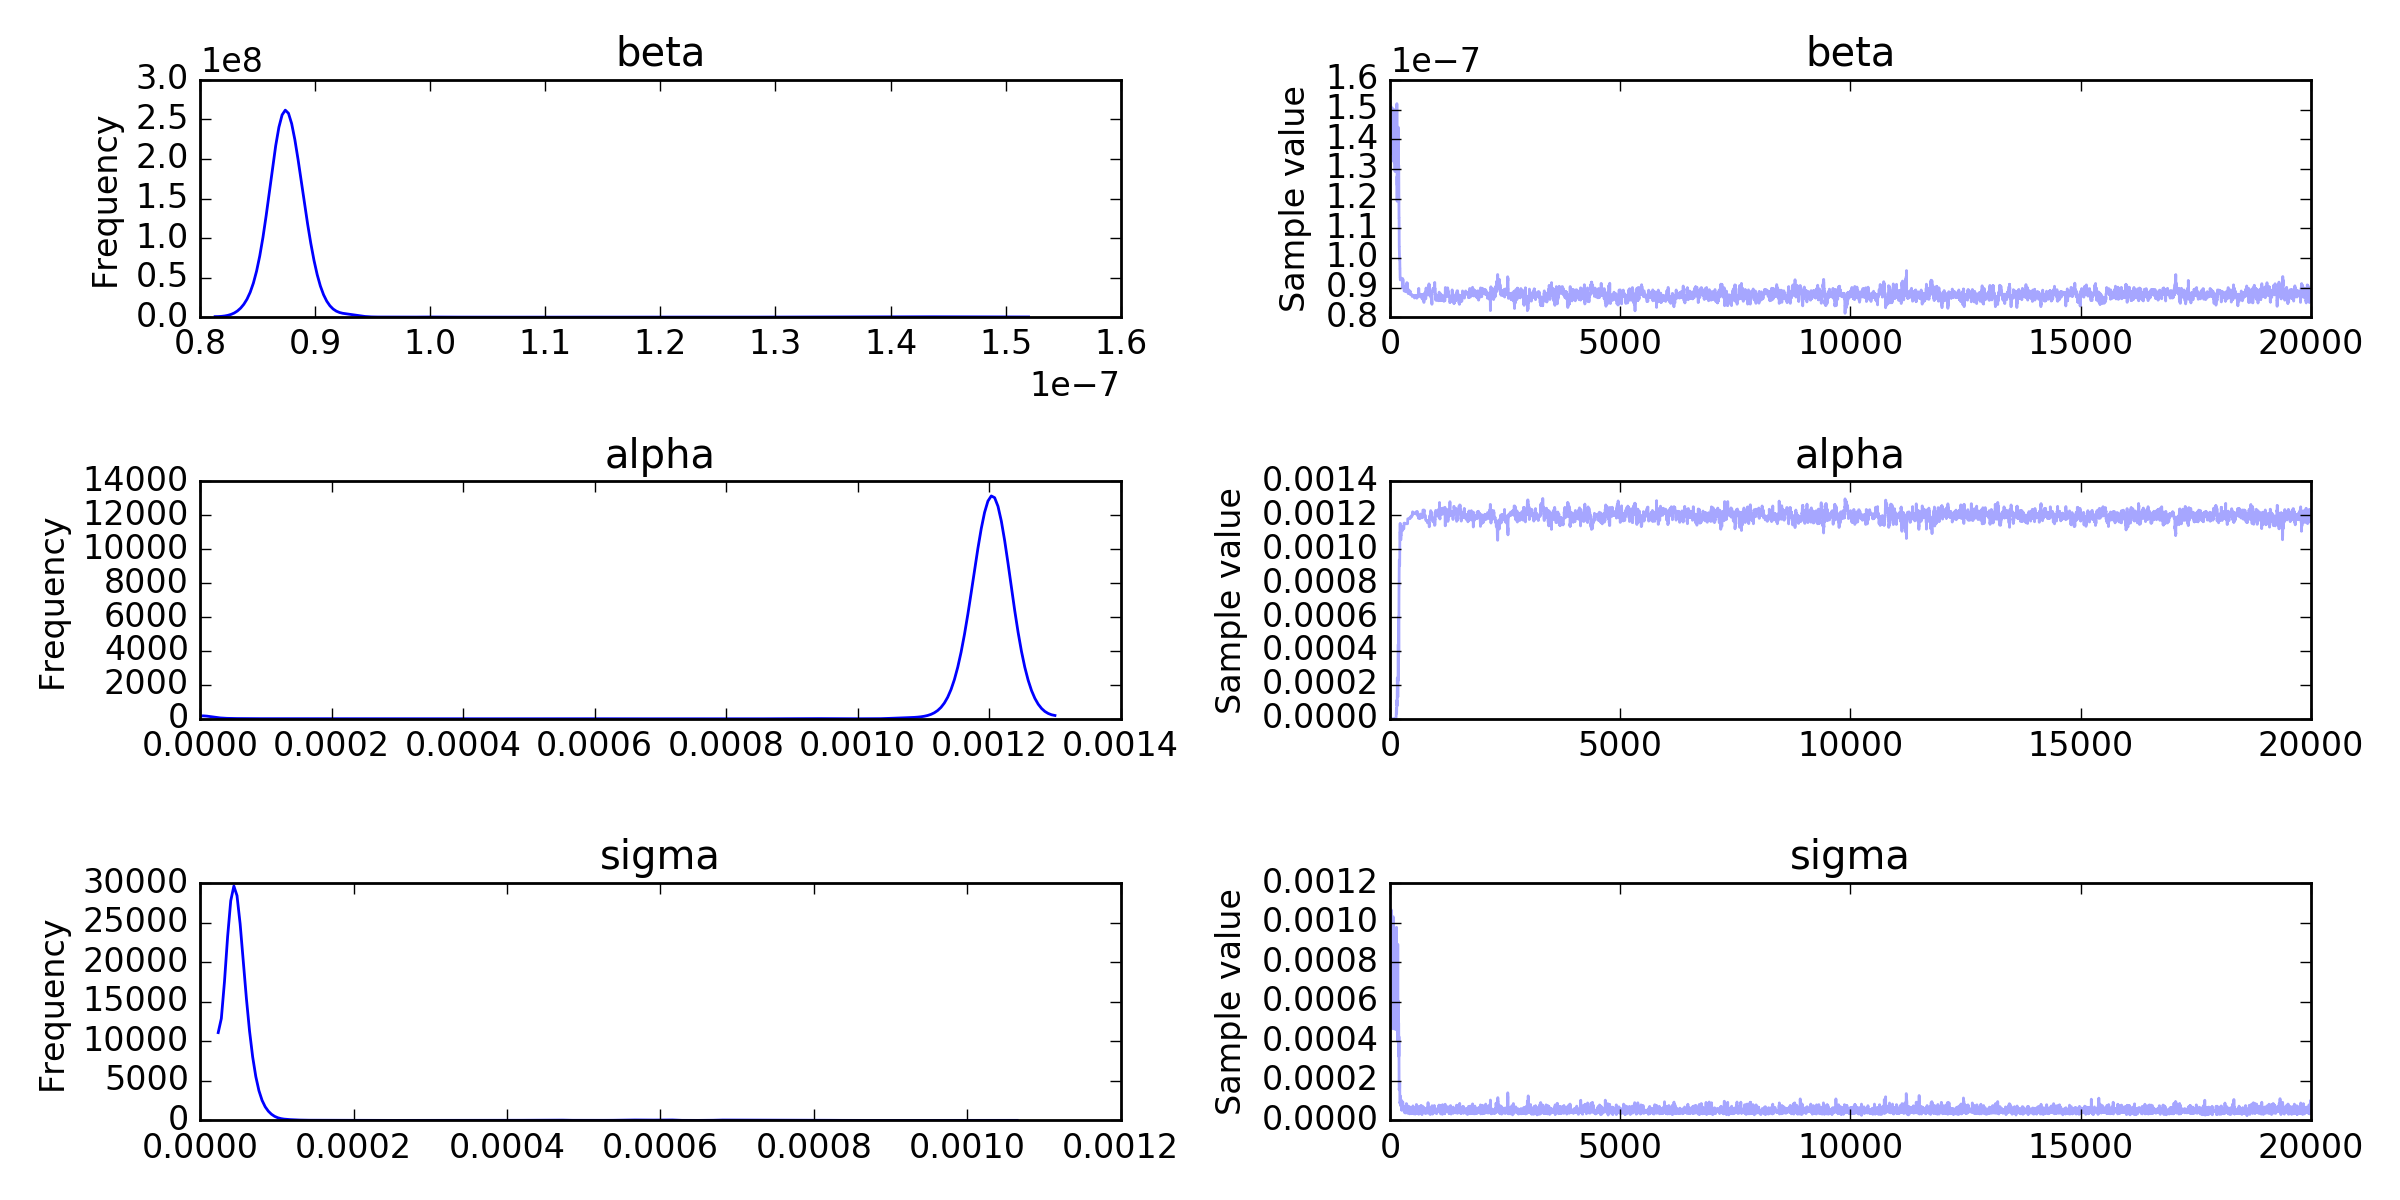 beta
1e8
3.0
2.5
2.0
1.5
1.0
0.5
0.0
Frequency
0.8 0.9 1.0 1.1 1.2 1.3 1.4 1.5 1.6
1e−7
beta
1e−7
1.6
1.5
1.4
1.3
1.2
1.1
1.0
0.9
0.8
Sample value
0 5000 10000 15000 20000
alpha
14000
12000
10000
8000
6000
4000
2000
0
Frequency
0.0000 0.0002 0.0004 0.0006 0.0008 0.0010 0.0012 0.0014
alpha
0.0014
0.0012
0.0010
0.0008
0.0006
0.0004
0.0002
0.0000
Sample value
0 5000 10000 15000 20000
sigma
30000
25000
20000
15000
10000
5000
0
Frequency
0.0000 0.0002 0.0004 0.0006 0.0008 0.0010 0.0012
sigma
0.0012
0.0010
0.0008
0.0006
0.0004
0.0002
0.0000
Sample value
0 5000 10000 15000 20000